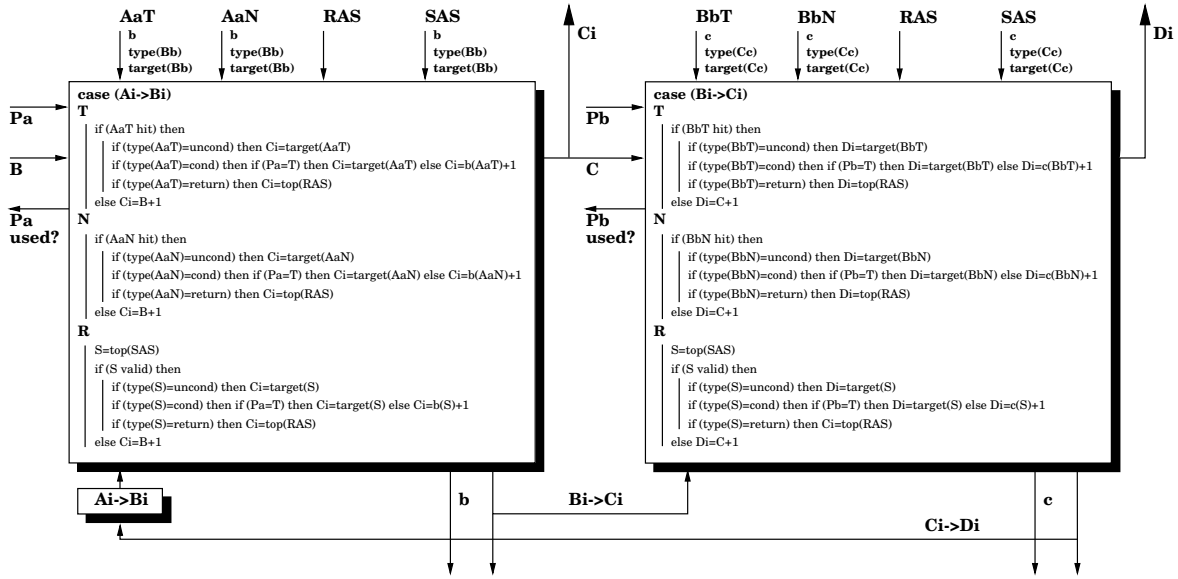 AaT AaN RAS SAS
b b b
type(Bb) type(Bb) type(Bb)
target(Bb) target(Bb) target(Bb)
Ci
Pa
B
Pa
used?
case (Ai->Bi)
T
if (AaT hit) then
if (type(AaT)=uncond) then Ci=target(AaT)
if (type(AaT)=cond) then if (Pa=T) then Ci=target(AaT) else Ci=b(AaT)+1
if (type(AaT)=return) then Ci=top(RAS)
else Ci=B+1
N
if (AaN hit) then
if (type(AaN)=uncond) then Ci=target(AaN)
if (type(AaN)=cond) then if (Pa=T) then Ci=target(AaN) else Ci=b(AaN)+1
if (type(AaN)=return) then Ci=top(RAS)
else Ci=B+1
R
S=top(SAS)
if (S valid) then
if (type(S)=uncond) then Ci=target(S)
if (type(S)=cond) then if (Pa=T) then Ci=target(S) else Ci=b(S)+1
if (type(S)=return) then Ci=top(RAS)
else Ci=B+1
Ai->Bi
b
Bi->Ci
BbT BbN RAS SAS
c c c
type(Cc) type(Cc) type(Cc)
target(Cc) target(Cc) target(Cc)
Di
Pb
C
Pb
used?
case (Bi->Ci)
T
if (BbT hit) then
if (type(BbT)=uncond) then Di=target(BbT)
if (type(BbT)=cond) then if (Pb=T) then Di=target(BbT) else Di=c(BbT)+1
if (type(BbT)=return) then Di=top(RAS)
else Di=C+1
N
if (BbN hit) then
if (type(BbN)=uncond) then Di=target(BbN)
if (type(BbN)=cond) then if (Pb=T) then Di=target(BbN) else Di=c(BbN)+1
if (type(BbN)=return) then Di=top(RAS)
else Di=C+1
R
S=top(SAS)
if (S valid) then
if (type(S)=uncond) then Di=target(S)
if (type(S)=cond) then if (Pb=T) then Di=target(S) else Di=c(S)+1
if (type(S)=return) then Ci=top(RAS)
else Di=C+1
c
Ci->Di